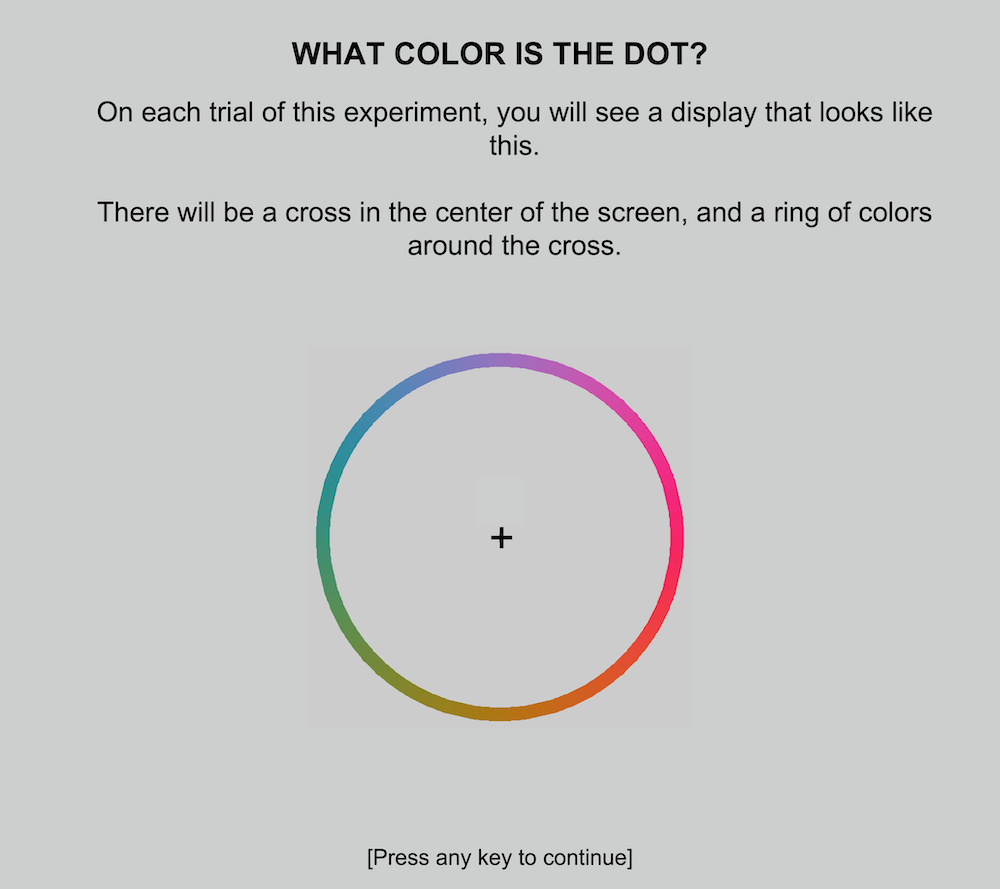 WHAT COLOR IS THE DOT?
On each trial of this experiment, you will see a display that looks like
this.
There will be a cross in the center of the screen, and a ring of colors
around the cross.
+
[Press any key to continue]